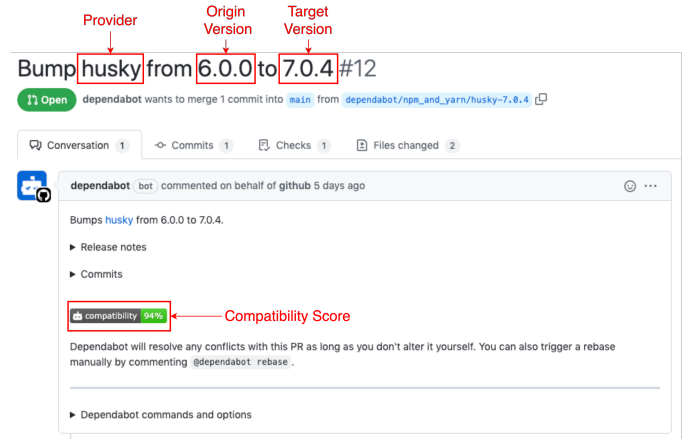 Provider
Origin
Version
Target
Version
Bump husky from 6.0.0 to 7.0.4 #12
Open dependabot wants to merge 1 commit into main from dependabot/npm_and_yarn/husky-7.0.4
Conversation 1 Commits 1 Checks 1 Files changed 2
dependabot bot commented on behalf of github 5 days ago
Bumps husky from 6.0.0 to 7.0.4.
Release notes
Commits
compatibility 94%
Compatibility Score
Dependabot will resolve any conflicts with this PR as long as you don't alter it yourself. You can also trigger a rebase
manually by commenting @dependabot rebase.
Dependabot commands and options